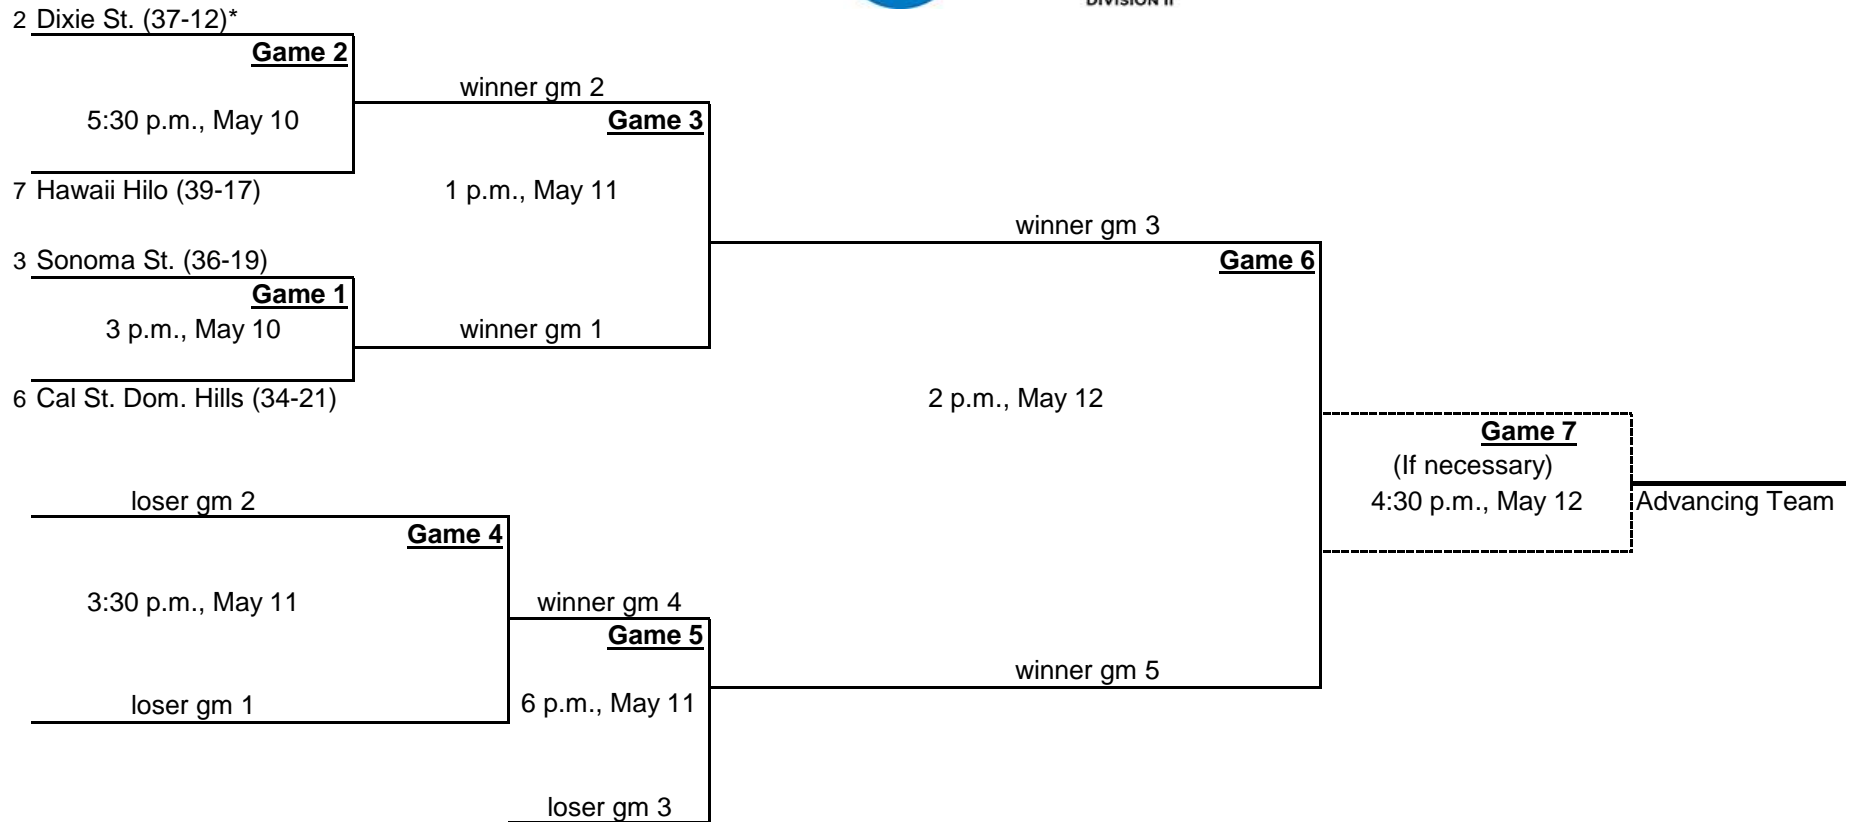 DIVISION II
2 Dixie St. (37-12)*
Game 2
winner gm 2
5:30 p.m., May 10
Game 3
7 Hawaii Hilo (39-17)
1 p.m., May 11
winner gm 3
3 Sonoma St. (36-19)
Game 6
Game 1
3 p.m., May 10
winner gm 1
6 Cal St. Dom. Hills (34-21)
2 p.m., May 12
Game 7
(If necessary)
4:30 p.m., May 12
Advancing Team
loser gm 2
Game 4
3:30 p.m., May 11
winner gm 4
Game 5
winner gm 5
loser gm 1
6 p.m., May 11
loser gm 3